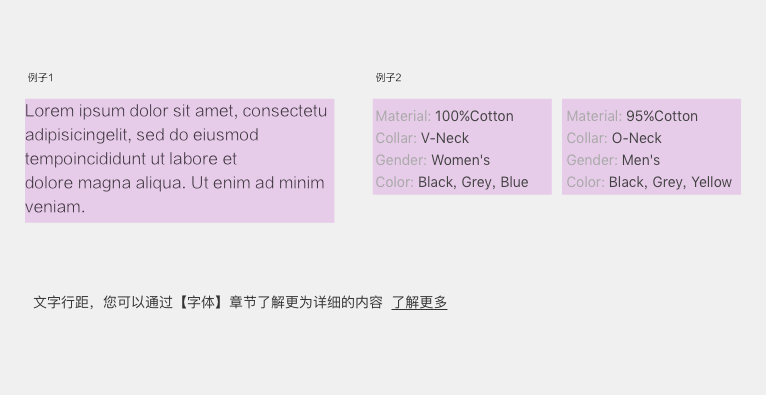 例子1
Lorem ipsum dolor sit amet, consectetu
adipisicingelit, sed do eiusmod
tempoincididunt ut labore et
dolore magna aliqua. Ut enim ad minim
veniam.
例子2
Material: 100%Cotton
Collar: V-Neck
Gender: Women's
Color: Black, Grey, Blue
Material: 95%Cotton
Collar: O-Neck
Gender: Men's
Color: Black, Grey, Yellow
文字行距，您可以通过【字体】章节了解更为详细的内容 了解更多